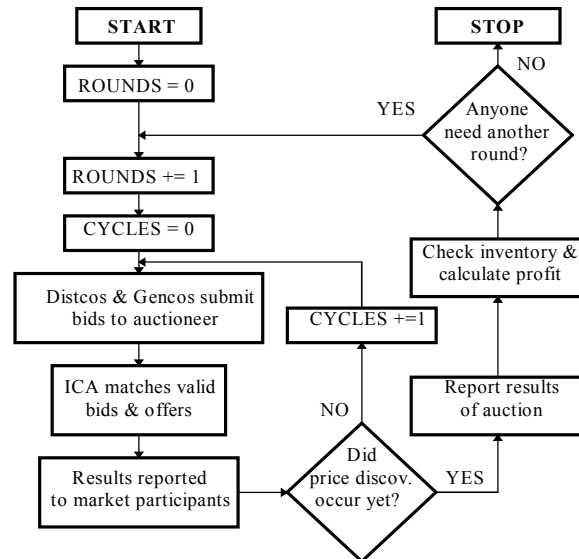 START
ROUNDS = 0
ROUNDS += 1
CYCLES = 0
Distcos & Gencos submit
bids to auctioneer
ICA matches valid
bids & offers
Results reported
to market participants
Did
price discov.
occur yet?
NO
CYCLES +=1
YES
Report results
of auction
Check inventory &
calculate profit
Anyone
need another
round?
YES
NO
STOP